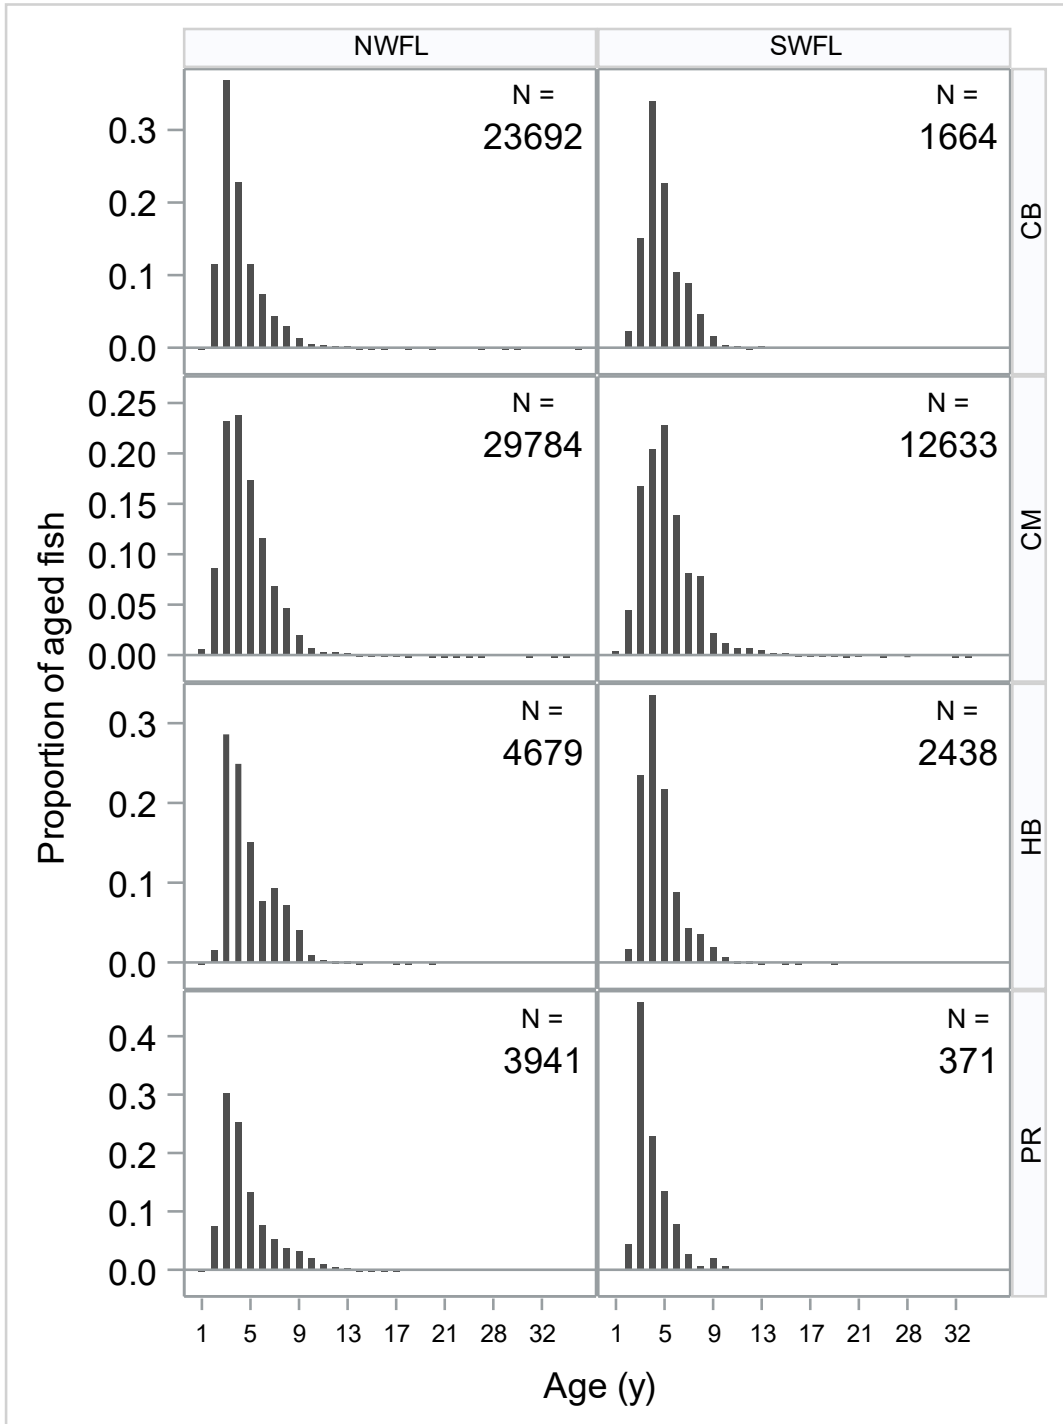 NWFL SWFL
N = N =
23692 1664
0.3
0.2
0.1
0.0
CB
N = N =
29784 12633
0.25
0.20
0.15
0.10
0.05
0.00
CM
N = N =
4679 2438
0.3
0.2
0.1
0.0
HB
N = N =
3941 371
0.4
0.3
0.2
0.1
0.0
PR
Proportion of aged fish
1 5 9 13 17 21 28 32 1 5 9 13 17 21 28 32
Age (y)